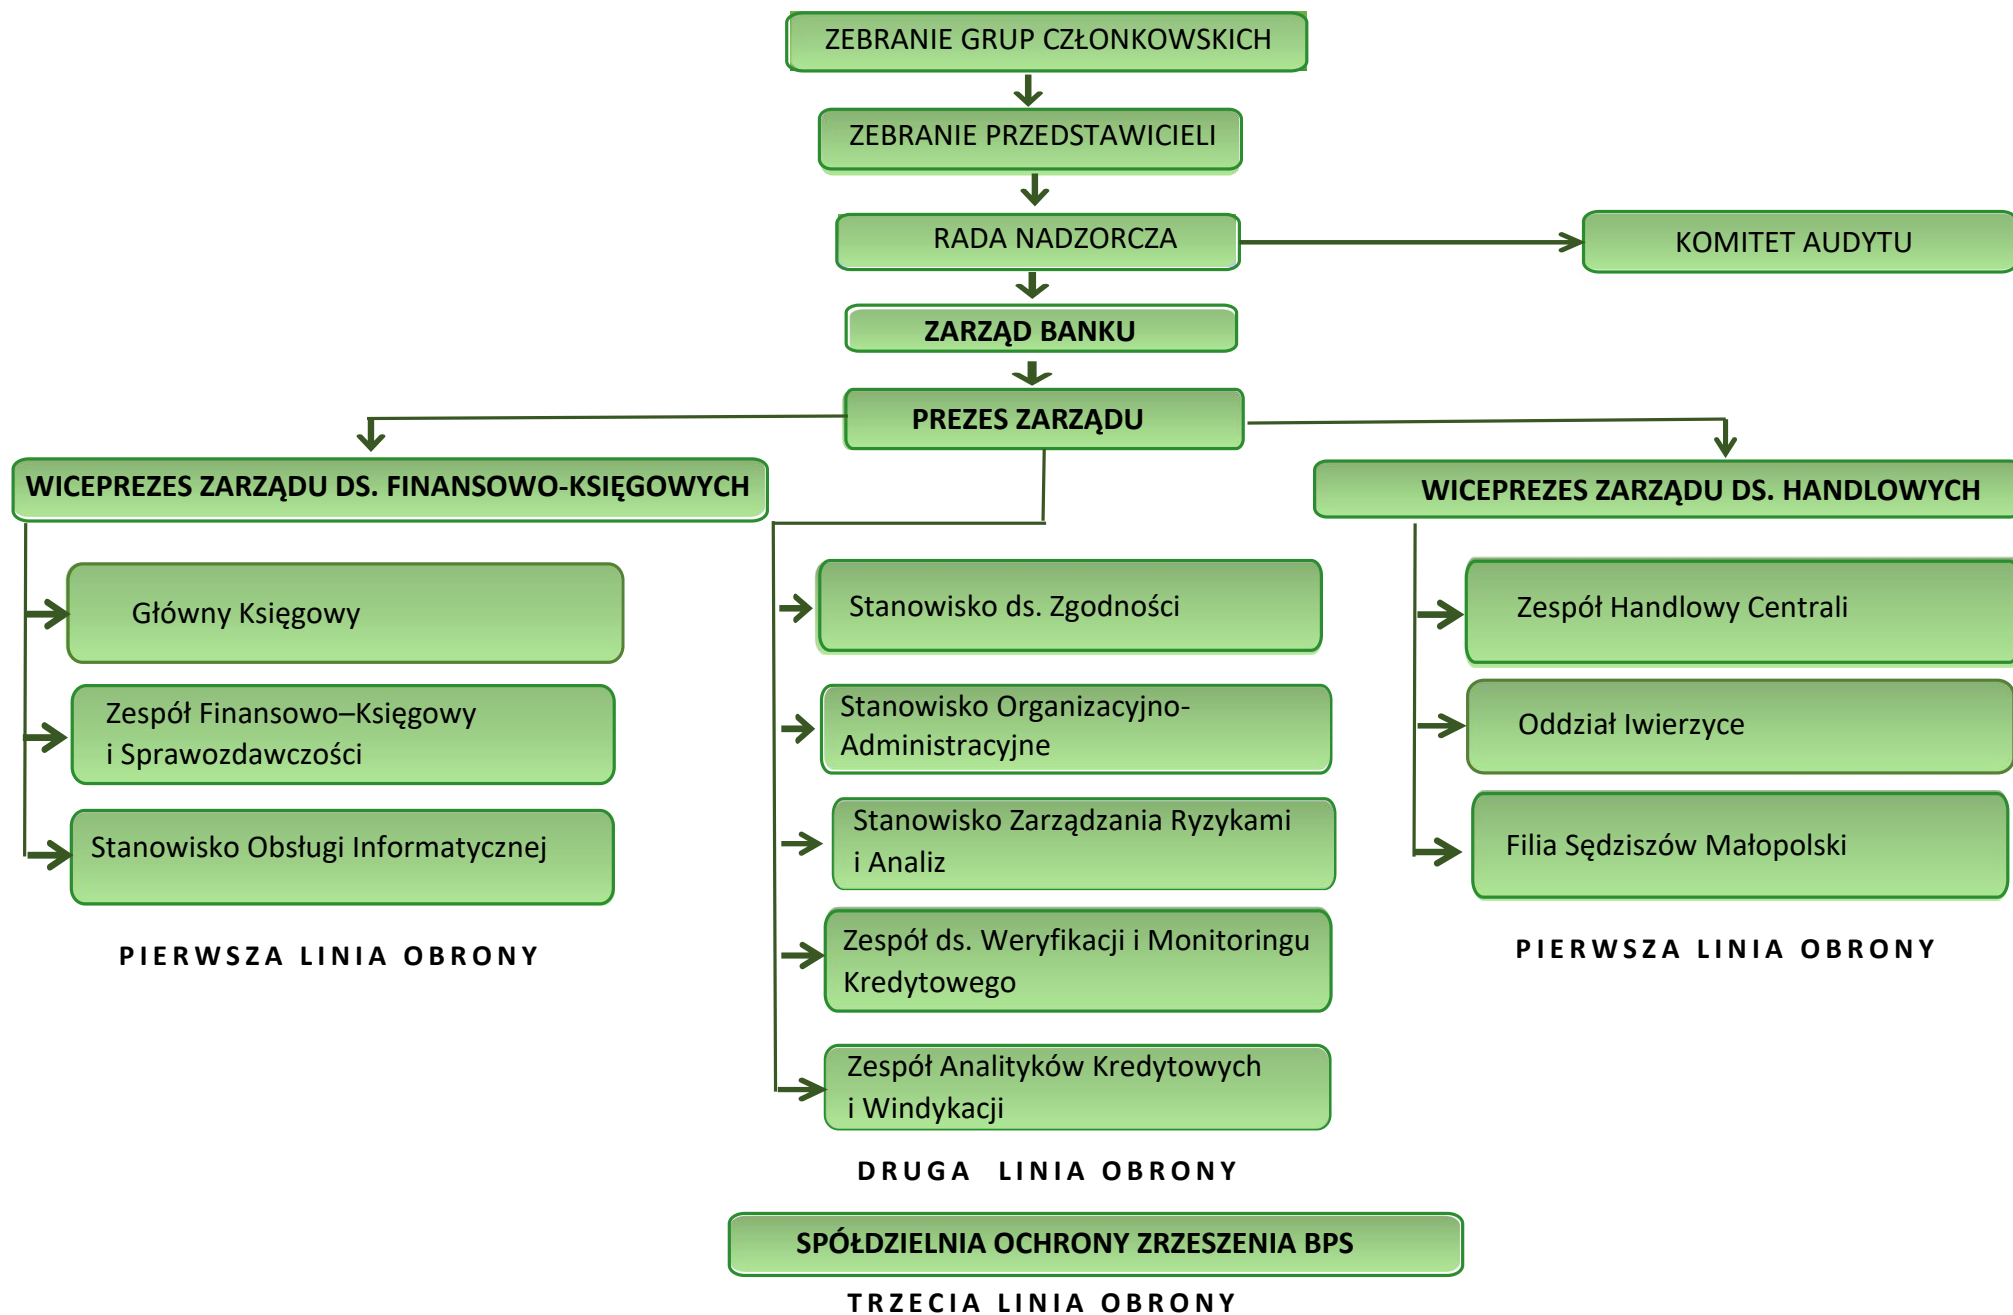 ZEBRANIE GRUP CZŁONKOWSKICH
ZEBRANIE PRZEDSTAWICIELI
RADA NADZORCZA
KOMITET AUDYTU
ZARZĄD BANKU
PREZES ZARZĄDU
WICEPREZES ZARZĄDU DS. FINANSOWO-KSIĘGOWYCH
Główny Księgowy
Zespół Finansowo–Księgowy
i Sprawozdawczości
Stanowisko Obsługi Informatycznej
PIERWSZA LINIA OBRONY
Stanowisko ds. Zgodności
Stanowisko Organizacyjno-
Administracyjne
Stanowisko Zarządzania Ryzykami
i Analiz
Zespół ds. Weryfikacji i Monitoringu
Kredytowego
Zespół Analityków Kredytowych
i Windykacji
DRUGA LINIA OBRONY
WICEPREZES ZARZĄDU DS. HANDLOWYCH
Zespół Handlowy Centrali
Oddział Iwierzyce
Filia Sędziszów Małopolski
PIERWSZA LINIA OBRONY
SPÓŁDZIELNIA OCHRONY ZRZESZENIA BPS
TRZECIA LINIA OBRONY